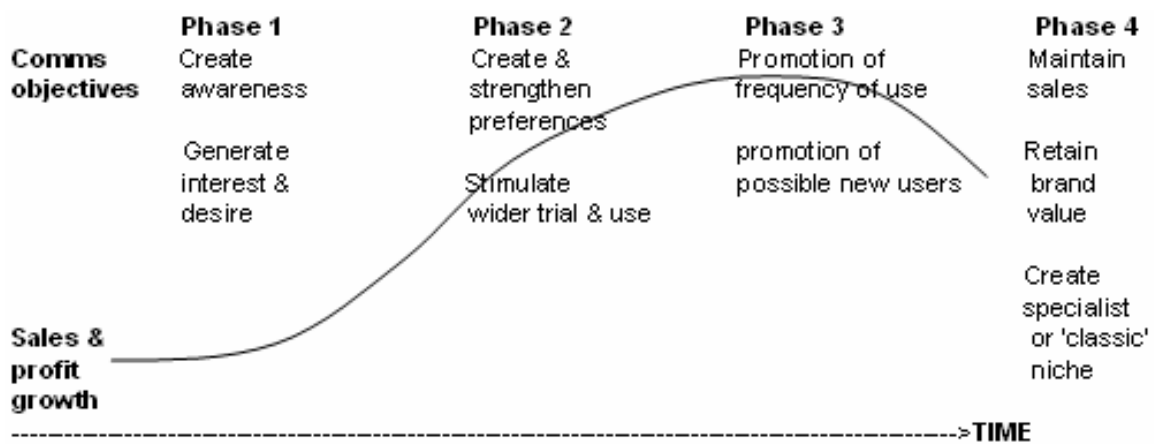 Phase 1 Phase 2 Phase 3 Phase 4
Comms Create Create & Promotion of Maintain
objectives awareness strengthen frequency of use sales
preferences
Generate promotion of Retain
interest & Stimulate possible new users brand
desire wider trial & use value
Create
specialist
Sales & or 'classic'
profit niche
growth
>TIME